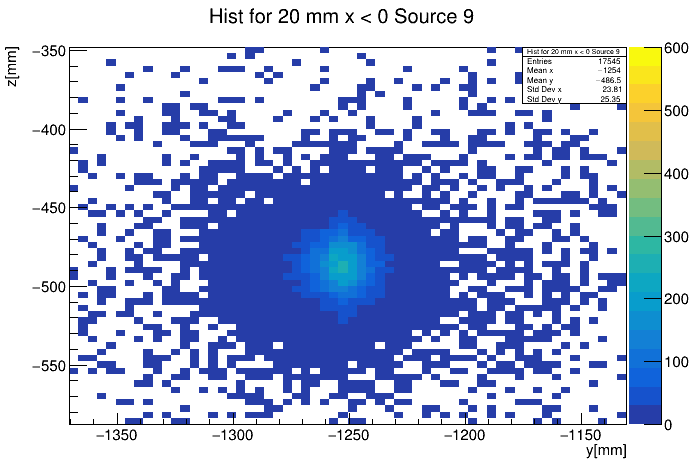 Hist for 20 mm x < 0 Source 9
Hist for 20 mm x < 0 Source 9
Entries 17545
Mean x −1254
Mean y −486.5
Std Dev x 23.81
Std Dev y 25.35
z[mm]
−350
−400
−450
−500
−550
−1350 −1300 −1250 −1200 −1150
y[mm]
600
500
400
300
200
100
0